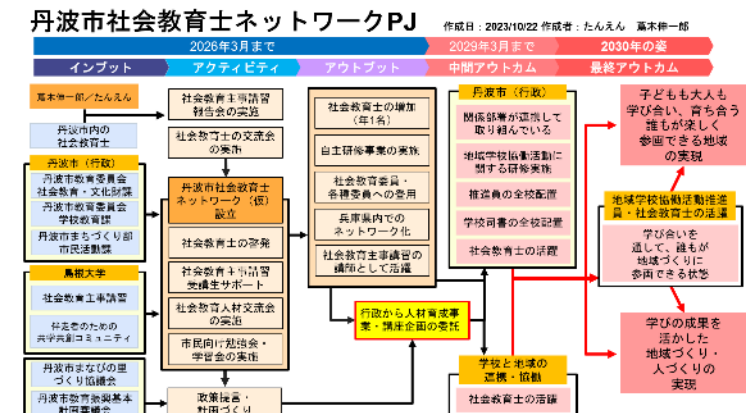 丹波市社会教育士ネットワークPJ
作成日：2023/10/22 作成者：たんえん 蔦木伸一郎
2026年3月まで
2029年3月まで
2030年の姿
インプット
アクティビティ
アウトプット
中間アウトカム
最終アウトカム
蔦木伸一郎/たんえん
丹波市内の
社会教育士
丹波市（行政）
丹波市教育委員会
社会教育・文化財課
丹波市教育委員会
学校教育課
丹波市まちづくり部
市民活動課
島根大学
社会教育主事講習
伴走者のための
共学共創コミュニティ
丹波市まなびの里
づくり協議会
丹波市教育振興基本
計画審議会
社会教育主事講習
報告会の実施
社会教育士の交流会
の実施
丹波市社会教育士
ネットワーク（仮）
設立
社会教育士の啓発
社会教育主事講習
受講生サポート
社会教育人材交流会
の実施
市民向け勉強会・
学習会の実施
政策提言・
計画づくり
社会教育士の増加
（年1名）
自主研修事業の実施
社会教育委員・
各種委員への登用
兵庫県内での
ネットワーク化
社会教育主事講習の
講師として活躍
行政から人材育成事
業・講座企画の委託
丹波市（行政）
関係部署が連携して
取り組んでいる
地域学校協働活動に
関する研修実施
推進員の全校配置
学校司書の全校配置
社会教育士の活躍
学校と地域の
連携・協働
社会教育士の活躍
子どもも大人も
学び合い、育ち合う
誰もが楽しく
参画できる地域
の実現
地域学校協働活動推進
員・社会教育士の活躍
学び合いを
通して、誰もが
地域づくりに
参画できる状態
学びの成果を
活かした
地域づくり・
人づくりの
実現